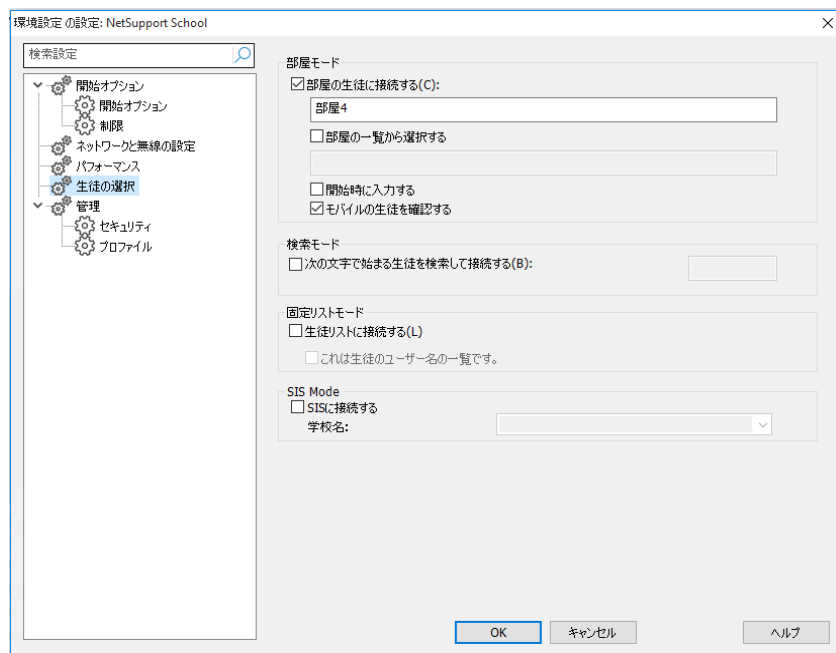 環境設定 の設定: NetSupport School
検索設定
開始オプション
開始オプション
制限
ネットワークと無線の設定
パフォーマンス
生徒の選択
管理
セキュリティ
プロファイル
部屋モード
部屋の生徒に接続する(C):
部屋4
部屋の一覧から選択する
開始時に入力する
モバイルの生徒を確認する
検索モード
次の文字で始まる生徒を検索して接続する(B):
固定リストモード
生徒リストに接続する(L)
これは生徒のユーザー名の一覧です。
SIS Mode
SISに接続する
学校名:
OK
キャンセル
ヘルプ